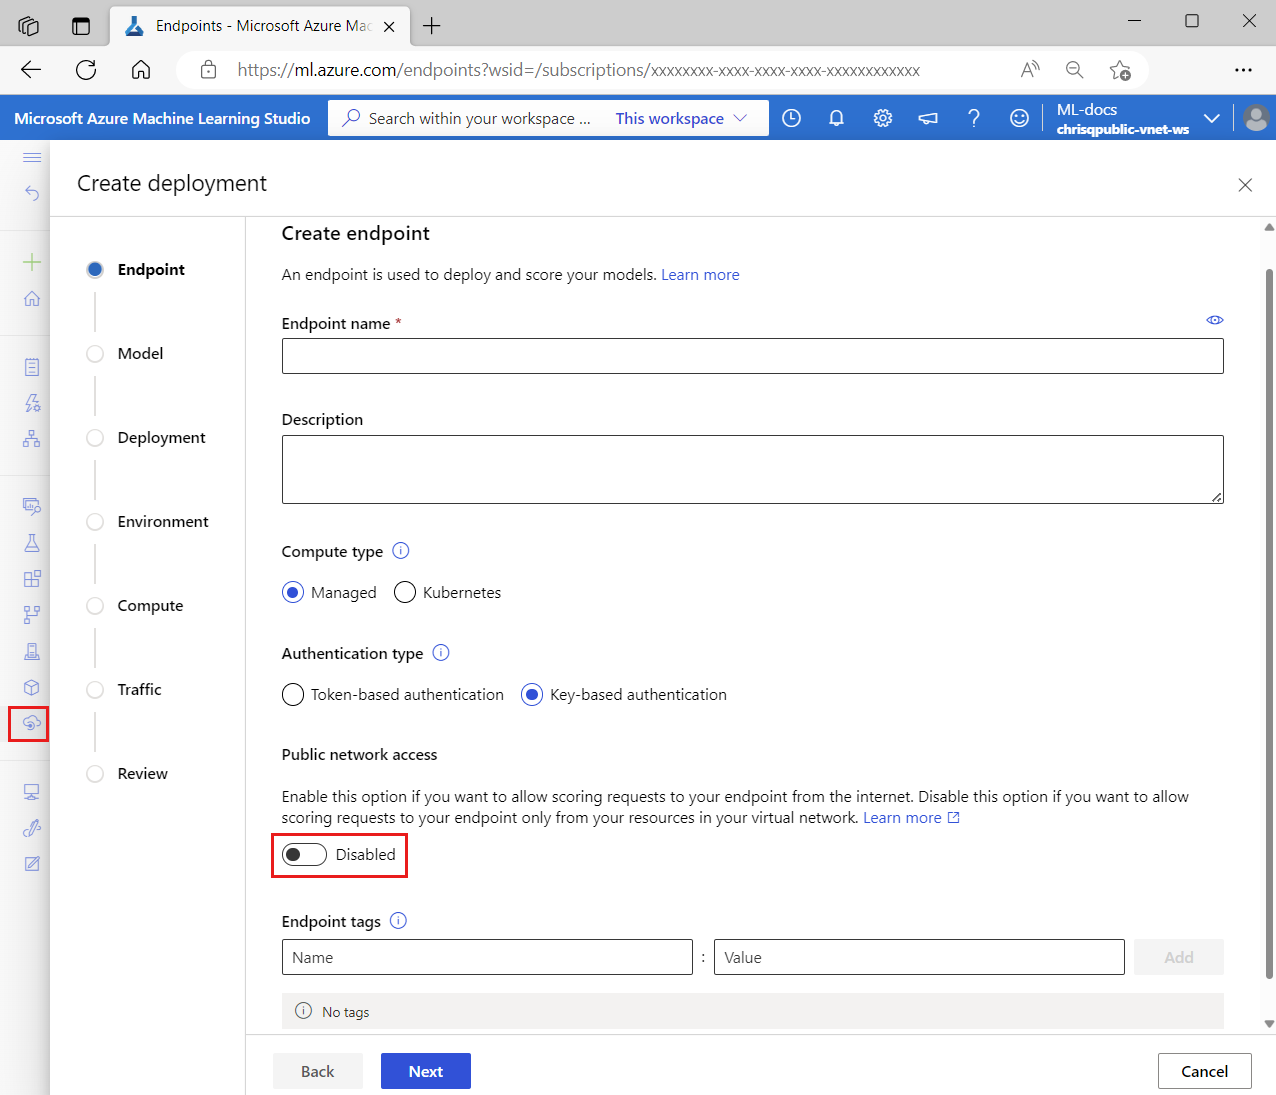 Endpoints - Microsoft Azure Mac
https://ml.azure.com/endpoints?wsid=/subscriptions/xxxxxxxx-xxxx-xxxx-xxxx-xxxxxxxxxxxx
Microsoft Azure Machine Learning Studio
Search within your workspace ...
This workspace
ML-docs
chrisqpublic-vnet-ws
Create deployment
Endpoint
Model
Deployment
Environment
Compute
Traffic
Review
Create endpoint
An endpoint is used to deploy and score your models. Learn more
Endpoint name *
Description
Compute type
Managed
Kubernetes
Authentication type
Token-based authentication
Key-based authentication
Public network access
Enable this option if you want to allow scoring requests to your endpoint from the internet. Disable this option if you want to allow
scoring requests to your endpoint only from your resources in your virtual network. Learn more
Disabled
Endpoint tags
Name : Value
Add
No tags
Back
Next
Cancel